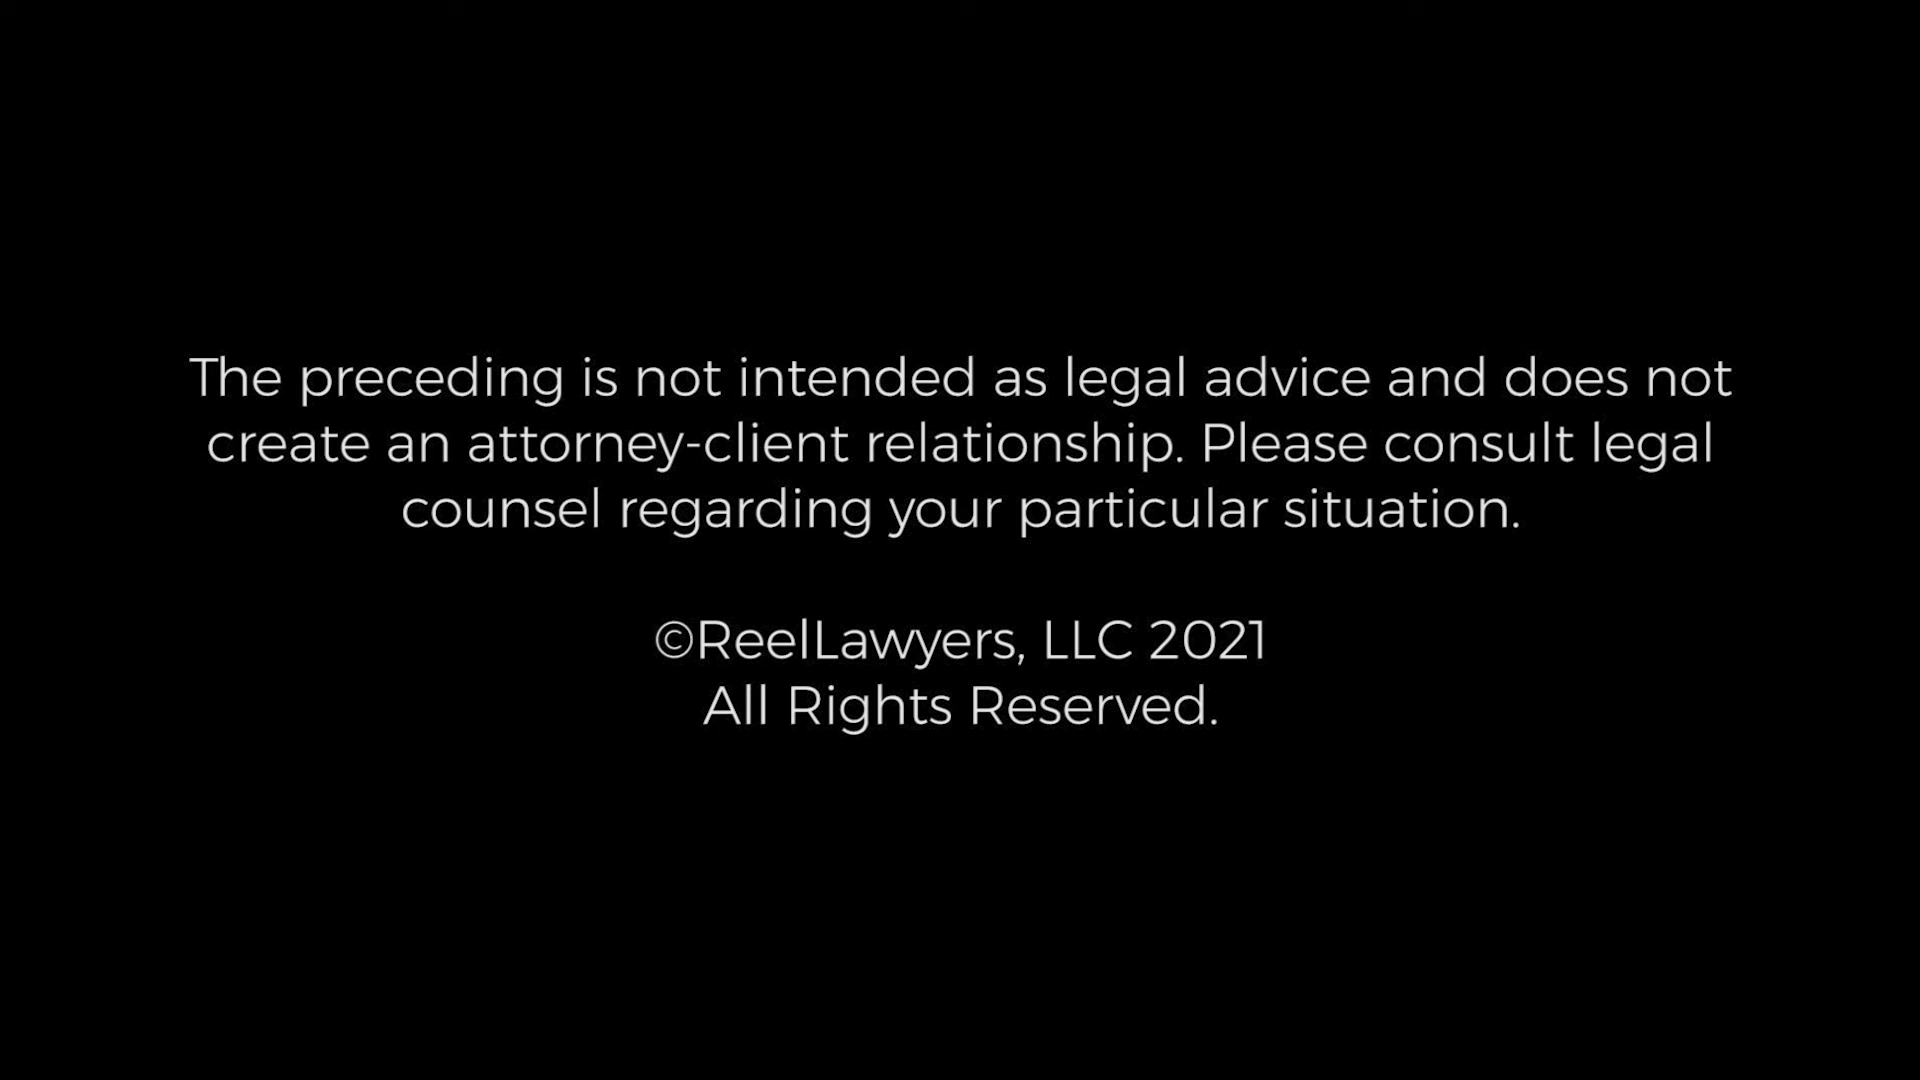 The preceding is not intended as legal advice and does not
create an attorney-client relationship. Please consult legal
counsel regarding your particular situation.
©ReelLawyers, LLC 2021
All Rights Reserved.